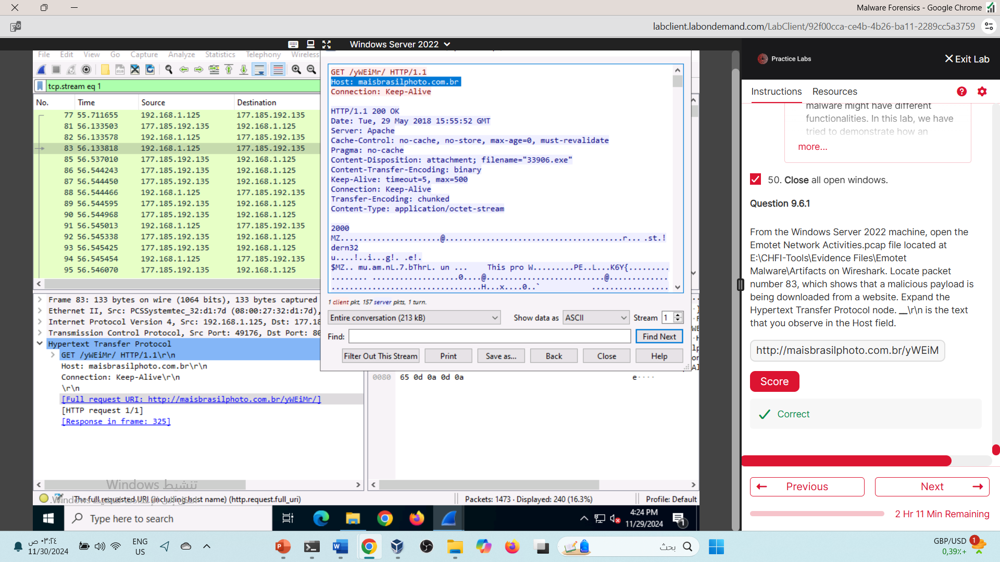 Malware Forensics - Google Chrome
labclient.labondemand.com/LabClient/92f00cca-ce4b-4b26-ba11-2289cc5a3759
Windows Server 2022
File Edit View Go Capture Analyze Statistics Telephony Wireless
tcp.stream eq 1
No. Time Source Destination
77 55.711655 192.168.1.125 177.185.192.135
81 56.133503 177.185.192.135 192.168.1.125
82 56.133578 192.168.1.125 177.185.192.135
83 56.133818 192.168.1.125 177.185.192.135
85 56.537010 177.185.192.135 192.168.1.125
86 56.544243 177.185.192.135 192.168.1.125
87 56.544450 177.185.192.135 192.168.1.125
88 56.544466 192.168.1.125 177.185.192.135
89 56.544595 177.185.192.135 192.168.1.125
90 56.544968 177.185.192.135 192.168.1.125
91 56.545013 192.168.1.125 177.185.192.135
92 56.545338 177.185.192.135 192.168.1.125
93 56.545425 177.185.192.135 192.168.1.125
94 56.545454 192.168.1.125 177.185.192.135
95 56.546070 177.185.192.135 192.168.1.125
Frame 83: 133 bytes on wire (1064 bits), 133 bytes captured
Ethernet II, Src: PCSSystemtec_32:d1:7d (08:00:27:32:d1:7d),
Internet Protocol Version 4, Src: 192.168.1.125, Dst: 177.18
Transmission Control Protocol, Src Port: 49176, Dst Port: 80
Hypertext Transfer Protocol
GET /yWEiMr/ HTTP/1.1\r\n
Host: maisbrasilphoto.com.br\r\n
Connection: Keep-Alive\r\n
\r\n
[Full request URI: http://maisbrasilphoto.com.br/yWEiMr/]
[HTTP request 1/1]
[Response in frame: 325]
GET /yWEiMr/ HTTP/1.1
Host: maisbrasilphoto.com.br
Connection: Keep-Alive
HTTP/1.1 200 OK
Date: Tue, 29 May 2018 15:55:52 GMT
Server: Apache
Cache-Control: no-cache, no-store, max-age=0, must-revalidate
Pragma: no-cache
Content-Disposition: attachment; filename="33906.exe"
Content-Transfer-Encoding: binary
Keep-Alive: timeout=5, max=500
Connection: Keep-Alive
Transfer-Encoding: chunked
Content-Type: application/octet-stream
2000
MZ......................@.....................................r... .st.!
dern32
u....!..i...g!. .e!.
$MZ.. mu.am.nL.7.bThrL. un ... This pro W.........PE..L...K6Y{.........
........ ..................0....@.........................@.............
...............................H...x....0..` ................
1 client pkt, 157 server pkts, 1 turn.
Entire conversation (213 kB) Show data as ASCII Stream 1
Find: Find Next
Filter Out This Stream Print Save as... Back Close Help
0080 65 0d 0a 0d 0a e····
تنشيط Windows
The full requested URI (including host name) (http.request.full_uri)
Packets: 1473 · Displayed: 240 (16.3%) Profile: Default
Type here to search
4:24 PM
11/29/2024
1
Practice Labs
Exit Lab
Instructions Resources
malware might have different
functionalities. In this lab, we have
tried to demonstrate how an
more...
50. Close all open windows.
Question 9.6.1
From the Windows Server 2022 machine, open the
Emotet Network Activities.pcap file located at
E:\CHFI-Tools\Evidence Files\Emotet
Malware\Artifacts on Wireshark. Locate packet
number 83, which shows that a malicious payload is
being downloaded from a website. Expand the
Hypertext Transfer Protocol node. __\r\n is the text
that you observe in the Host field.
http://maisbrasilphoto.com.br/yWEiM
Score
Correct
Previous Next
2 Hr 11 Min Remaining
٠٣:٢٤ ص
11/30/2024
ENG
US
بحث
GBP/USD
0,39%+
1